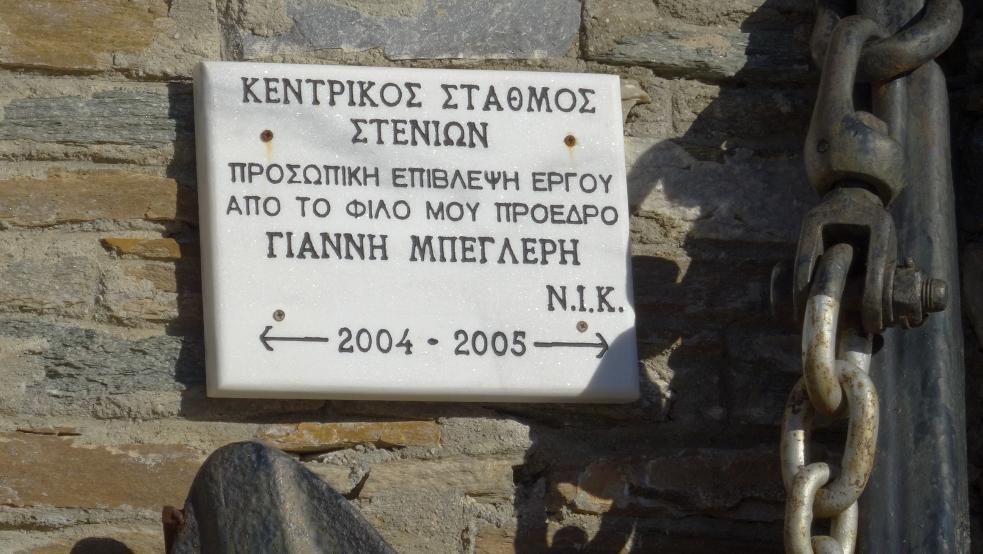 ΚΕΝΤΡΙΚΟΣ ΣΤΑΘΜΟΣ
ΣΤΕΝΙΩΝ
ΠΡΟΣΩΠΙΚΗ ΕΠΙΒΛΕΨΗ ΕΡΓΟΥ
ΑΠΟ ΤΟ ΦΙΛΟ ΜΟΥ ΠΡΟΕΔΡΟ
ΓΙΑΝΝΗ ΜΠΕΓΛΕΡΗ
Ν.Ι.Κ.
←2004 · 2005→